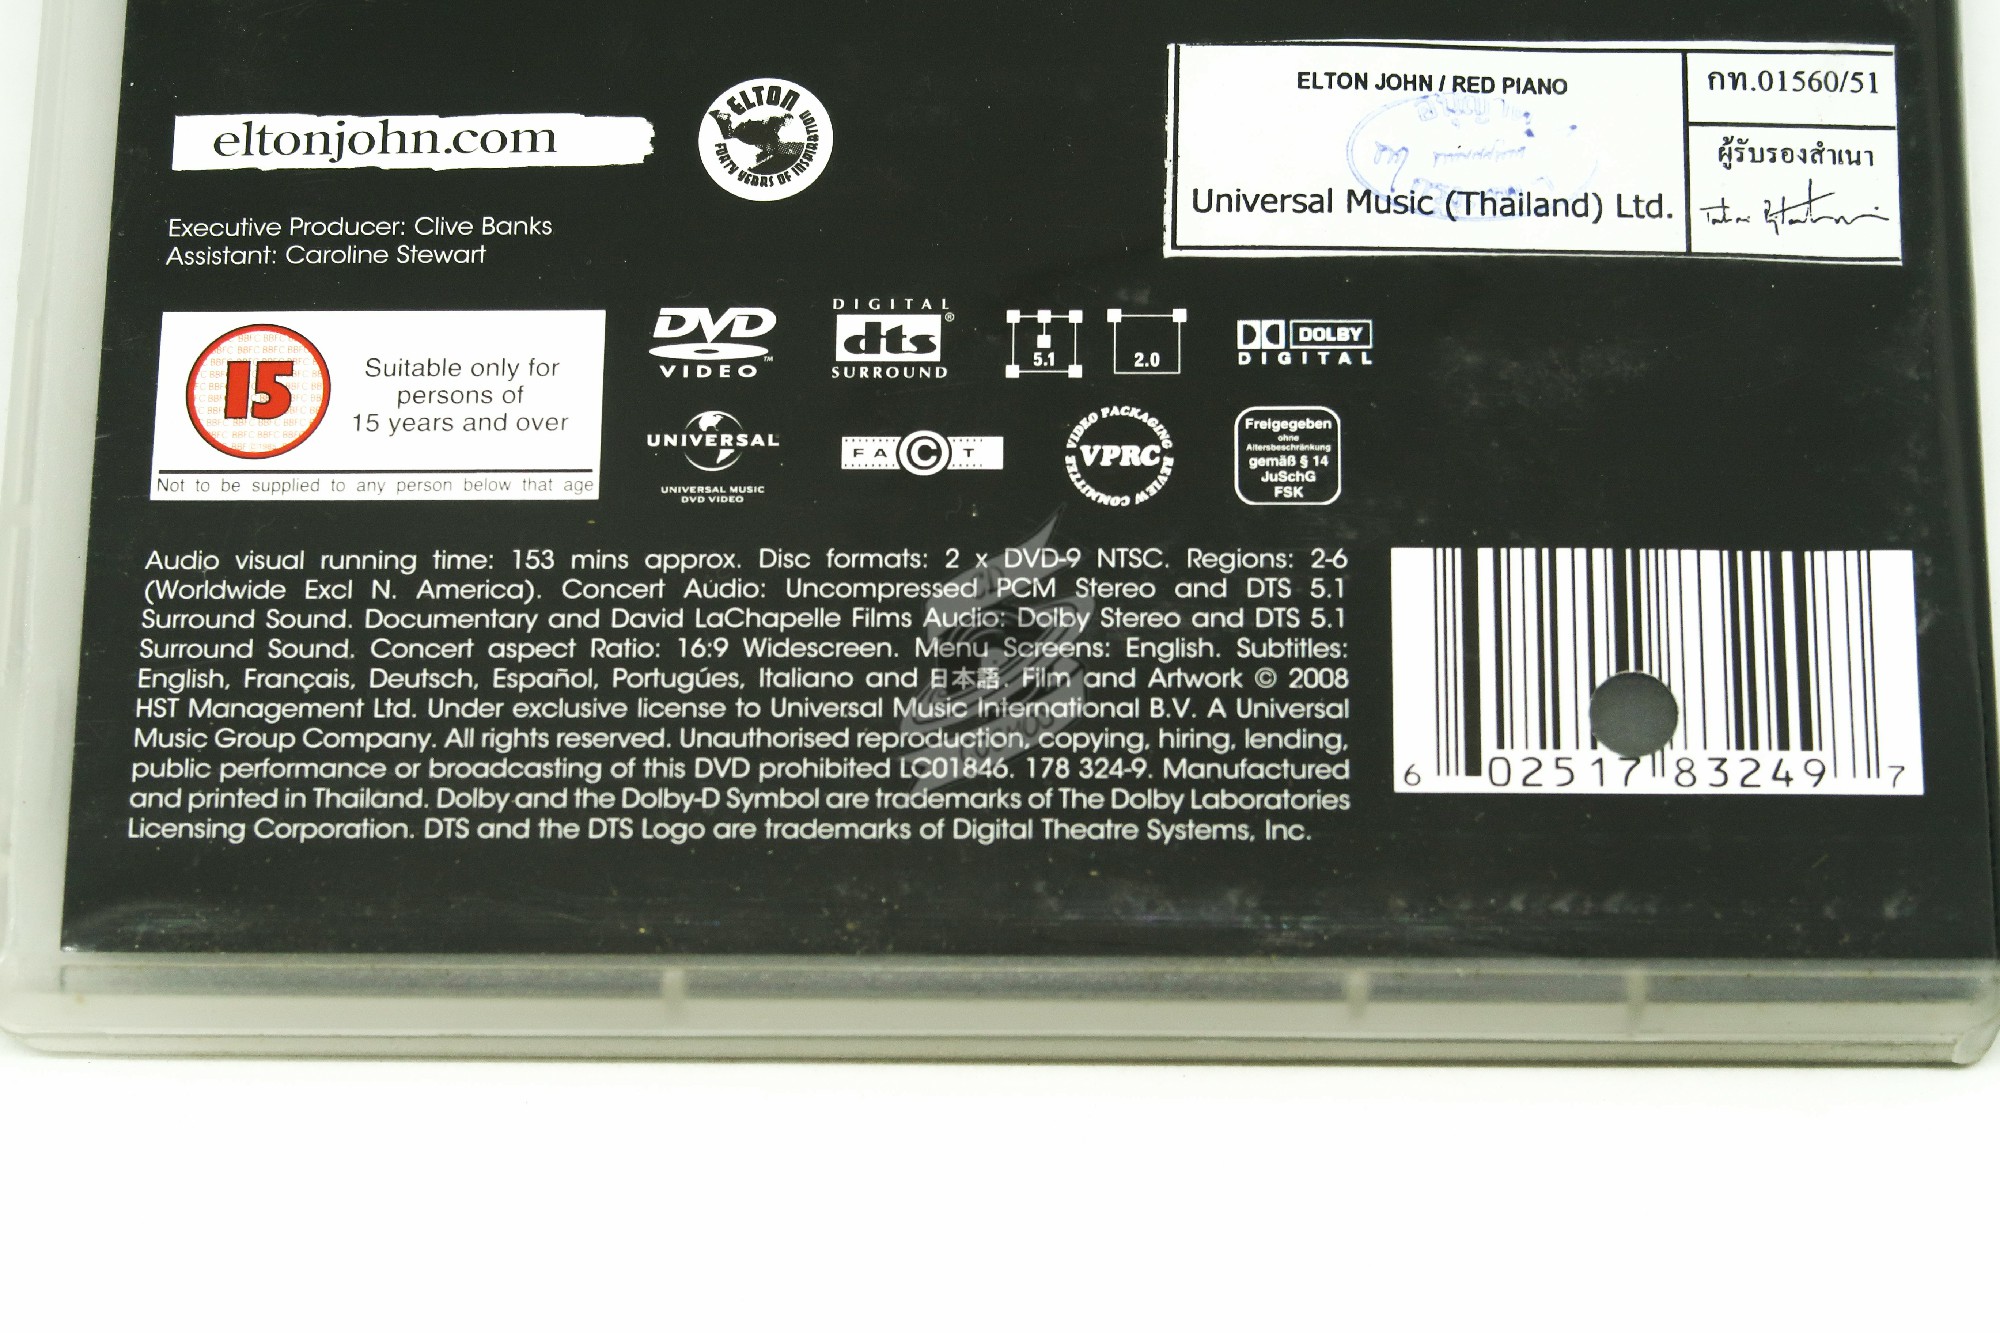 ELTON JOHN / RED PIANO
Universal Music (Thailand) Ltd.
กท.01560/51
ผู้รับรองสำเนา
eltonjohn.com
ELTON
FORTY YEARS OF INSPIRATION
Executive Producer: Clive Banks
Assistant: Caroline Stewart
15
Suitable only for
persons of
15 years and over
Not to be supplied to any person below that age
DVD
VIDEO
DIGITAL
dts
SURROUND
5.1
2.0
DOLBY
DIGITAL
UNIVERSAL
UNIVERSAL MUSIC
DVD VIDEO
FACT
VIDEO PACKAGING
VPRC
REVIEW COMMITTEE
Freigegeben
ohne
Altersbeschränkung
gemäß § 14
JuSchG
FSK
Audio visual running time: 153 mins approx. Disc formats: 2 x DVD-9 NTSC. Regions: 2-6
(Worldwide Excl N. America). Concert Audio: Uncompressed PCM Stereo and DTS 5.1
Surround Sound. Documentary and David LaChapelle Films Audio: Dolby Stereo and DTS 5.1
Surround Sound. Concert aspect Ratio: 16:9 Widescreen. Menu Screens: English. Subtitles:
English, Français, Deutsch, Español, Portugúes, Italiano and 日本語. Film and Artwork © 2008
HST Management Ltd. Under exclusive license to Universal Music International B.V. A Universal
Music Group Company. All rights reserved. Unauthorised reproduction, copying, hiring, lending,
public performance or broadcasting of this DVD prohibited LC01846. 178 324-9. Manufactured
and printed in Thailand. Dolby and the Dolby-D Symbol are trademarks of The Dolby Laboratories
Licensing Corporation. DTS and the DTS Logo are trademarks of Digital Theatre Systems, Inc.
6 02517 83249 7